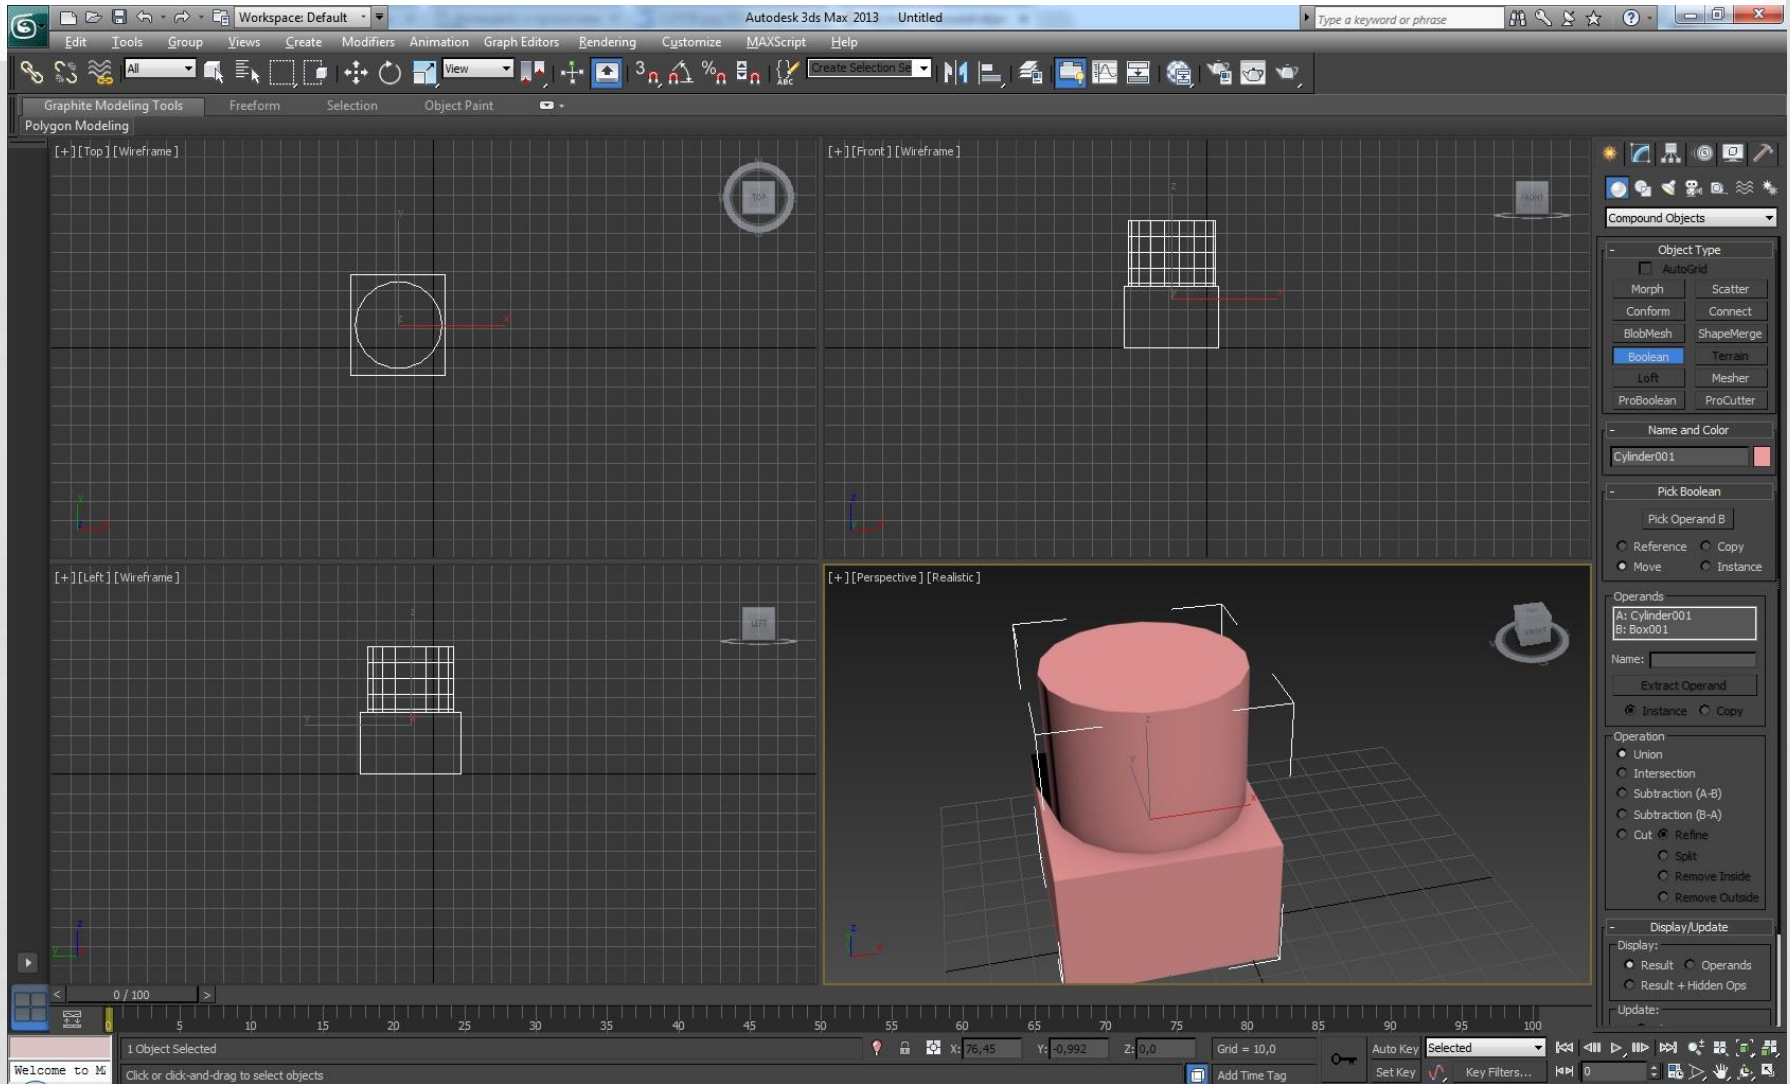 Workspace: Default
Autodesk 3ds Max 2013 Untitled
Type a keyword or phrase
Edit Tools Group Views Create Modifiers Animation Graph Editors Rendering Customize MAXScript Help
All
View
3
%
ABC
Create Selection Se
Graphite Modeling Tools Freeform Selection Object Paint
Polygon Modeling
[+][Top][Wireframe]
TOP
y
z
x
y
x
[+][Front][Wireframe]
FRONT
z
x
z
x
[+][Left][Wireframe]
LEFT
z
y
z
y
[+][Perspective][Realistic]
z
y
x
z
x
Compound Objects
- Object Type
AutoGrid
Morph Scatter
Conform Connect
BlobMesh ShapeMerge
Boolean Terrain
Loft Mesher
ProBoolean ProCutter
- Name and Color
Cylinder001
- Pick Boolean
Pick Operand B
Reference Copy
Move Instance
Operands
A: Cylinder001
B: Box001
Name:
Extract Operand
Instance Copy
Operation
Union
Intersection
Subtraction (A-B)
Subtraction (B-A)
Cut Refine
Split
Remove Inside
Remove Outside
- Display/Update
Display:
Result Operands
Result + Hidden Ops
Update:
< 0 / 100 >
0 5 10 15 20 25 30 35 40 45 50 55 60 65 70 75 80 85 90 95 100
1 Object Selected
X: 76,45 Y: -0,992 Z: 0,0 Grid = 10,0
Auto Key Selected
Welcome to M
Click or click-and-drag to select objects
Add Time Tag
Set Key Key Filters... 0